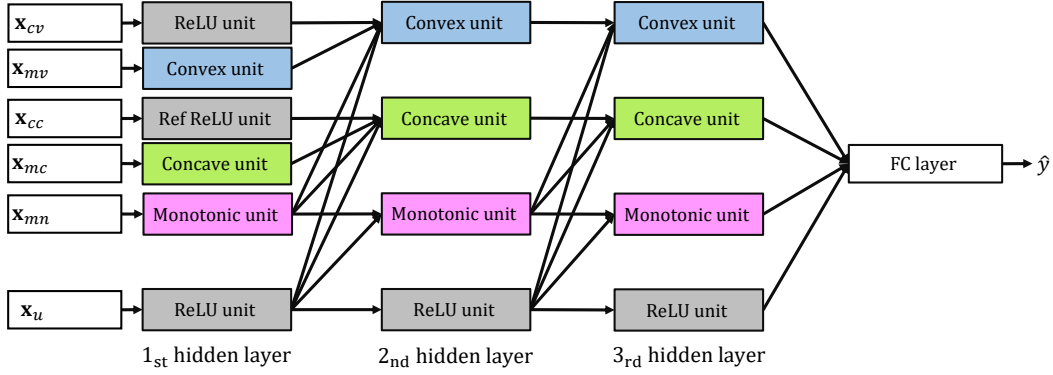 x_cv
ReLU unit
Convex unit
Convex unit
x_mv
Convex unit
x_cc
Ref ReLU unit
Concave unit
Concave unit
x_mc
Concave unit
FC layer
ŷ
x_mn
Monotonic unit
Monotonic unit
Monotonic unit
x_u
ReLU unit
ReLU unit
ReLU unit
1st hidden layer
2nd hidden layer
3rd hidden layer